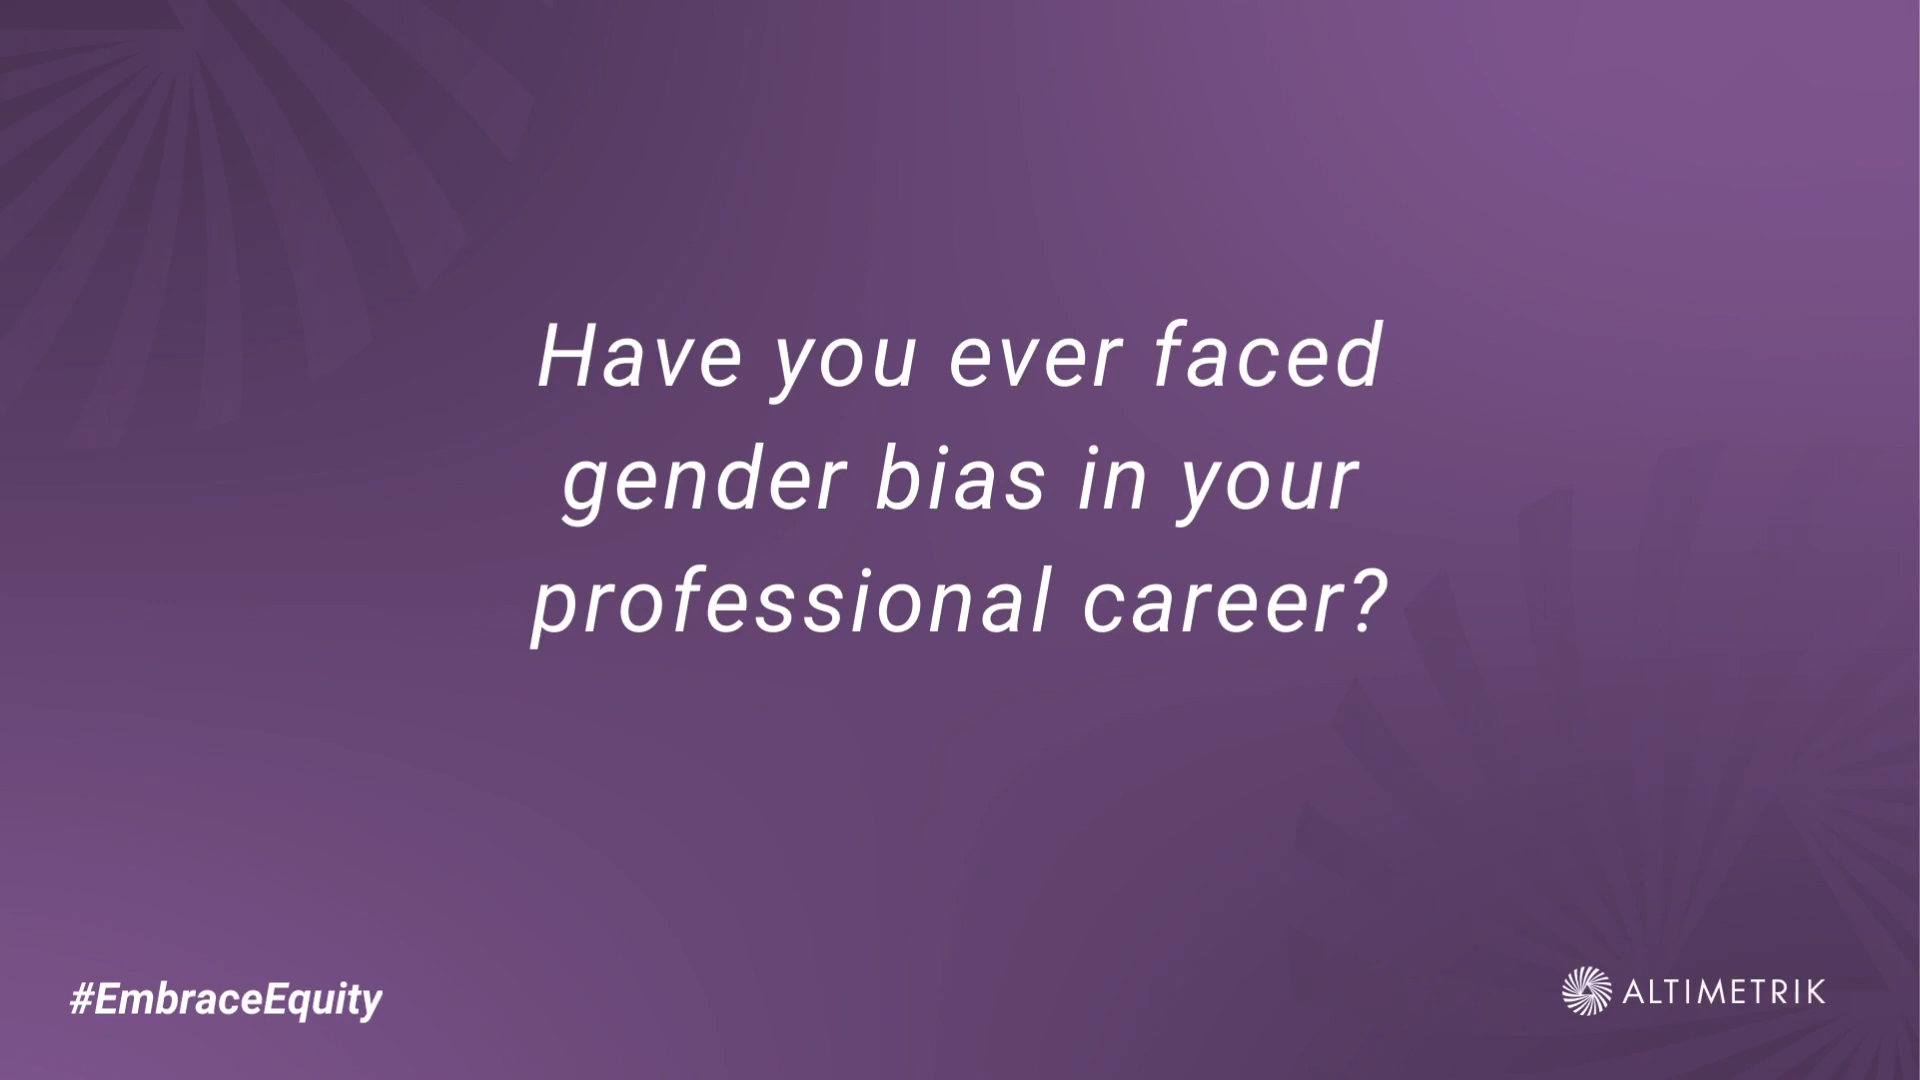 Have you ever faced
gender bias in your
professional career?
#EmbraceEquity
ALTIMETRIK